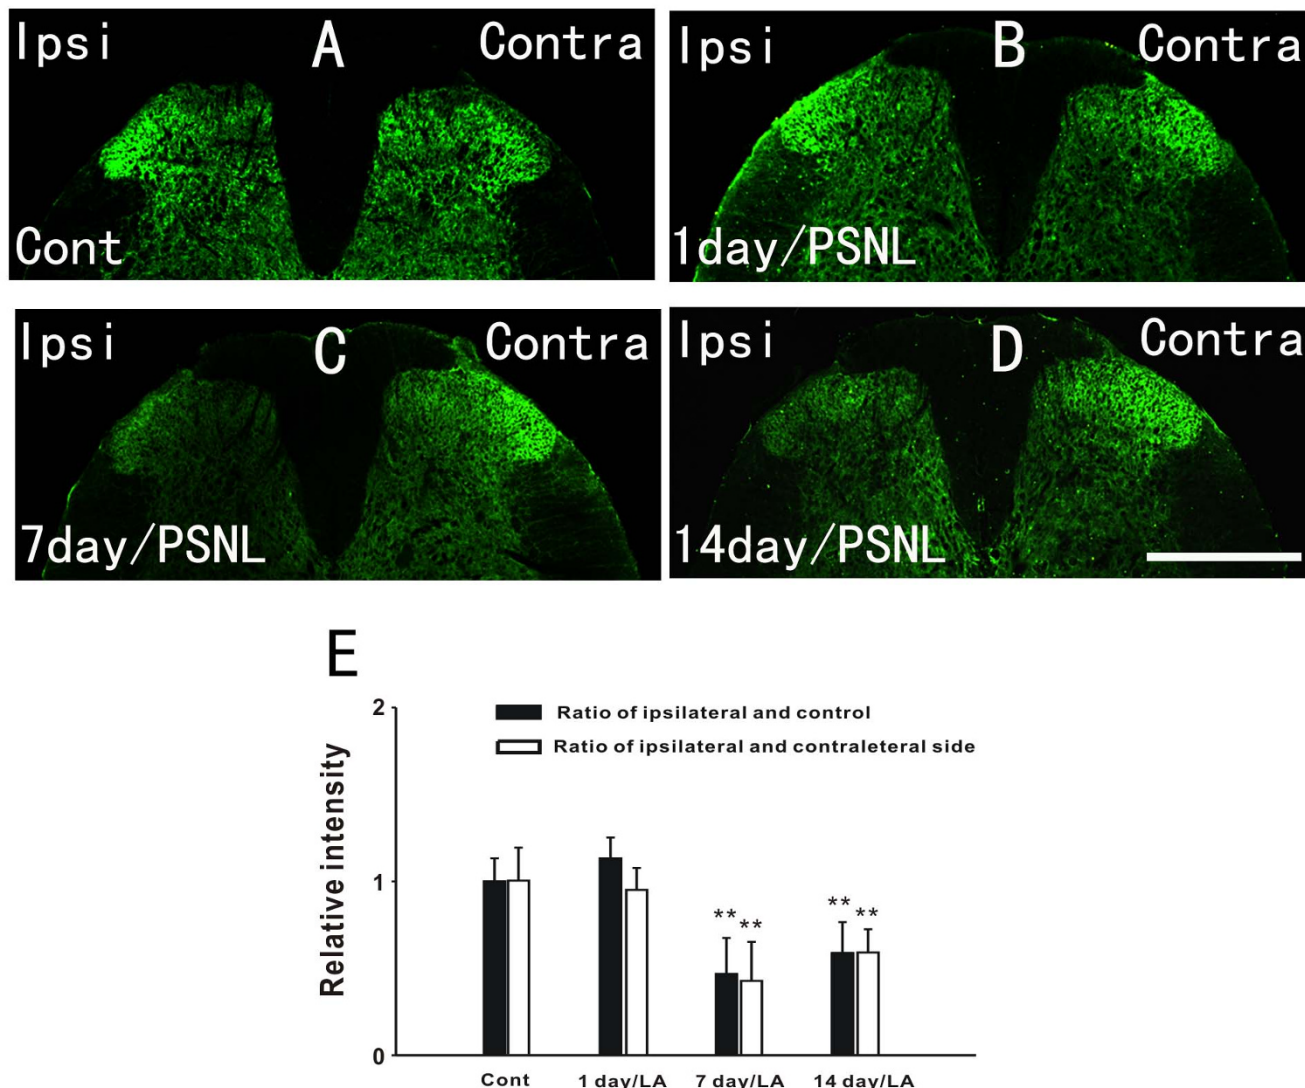 Ipsi A Contra
Cont
Ipsi B Contra
1day/PSNL
Ipsi C Contra
7day/PSNL
Ipsi D Contra
14day/PSNL
E
Relative intensity
2
1
0
Ratio of ipsilateral and control
Ratio of ipsilateral and contraleteral side
** ** ** **
Cont 1 day/LA 7 day/LA 14 day/LA